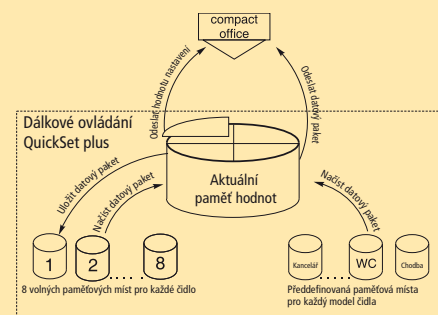 compact
office
Odeslat hodnotu nastavení
Odeslat datový paket
Dálkové ovládání
QuickSet plus
Uložit datový paket
Načíst datový paket
Aktuální
paměť hodnot
Načíst datový paket
1
2
8
Kancelář
WC
Chodba
8 volných paměťových míst pro každé čidlo
Předdefinovaná paměťová místa
pro každý model čidla